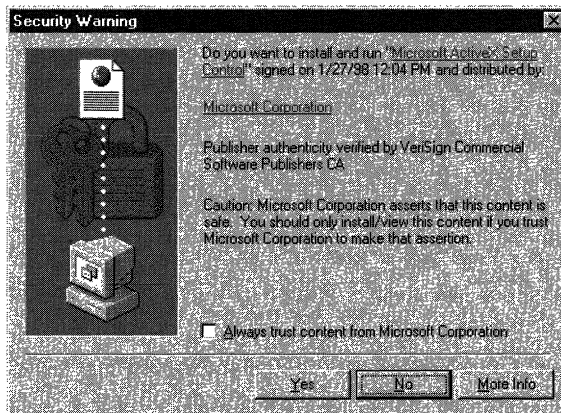 Security Warning
Do you want to install and run "Microsoft ActiveX Setup
Control" signed on 1/27/98 12:04 PM and distributed by:
Microsoft Corporation
Publisher authenticity verified by VeriSign Commercial
Software Publishers CA
Caution: Microsoft Corporation asserts that this content is
safe. You should only install/view this content if you trust
Microsoft Corporation to make that assertion.
Always trust content from Microsoft Corporation
Yes
No
More Info